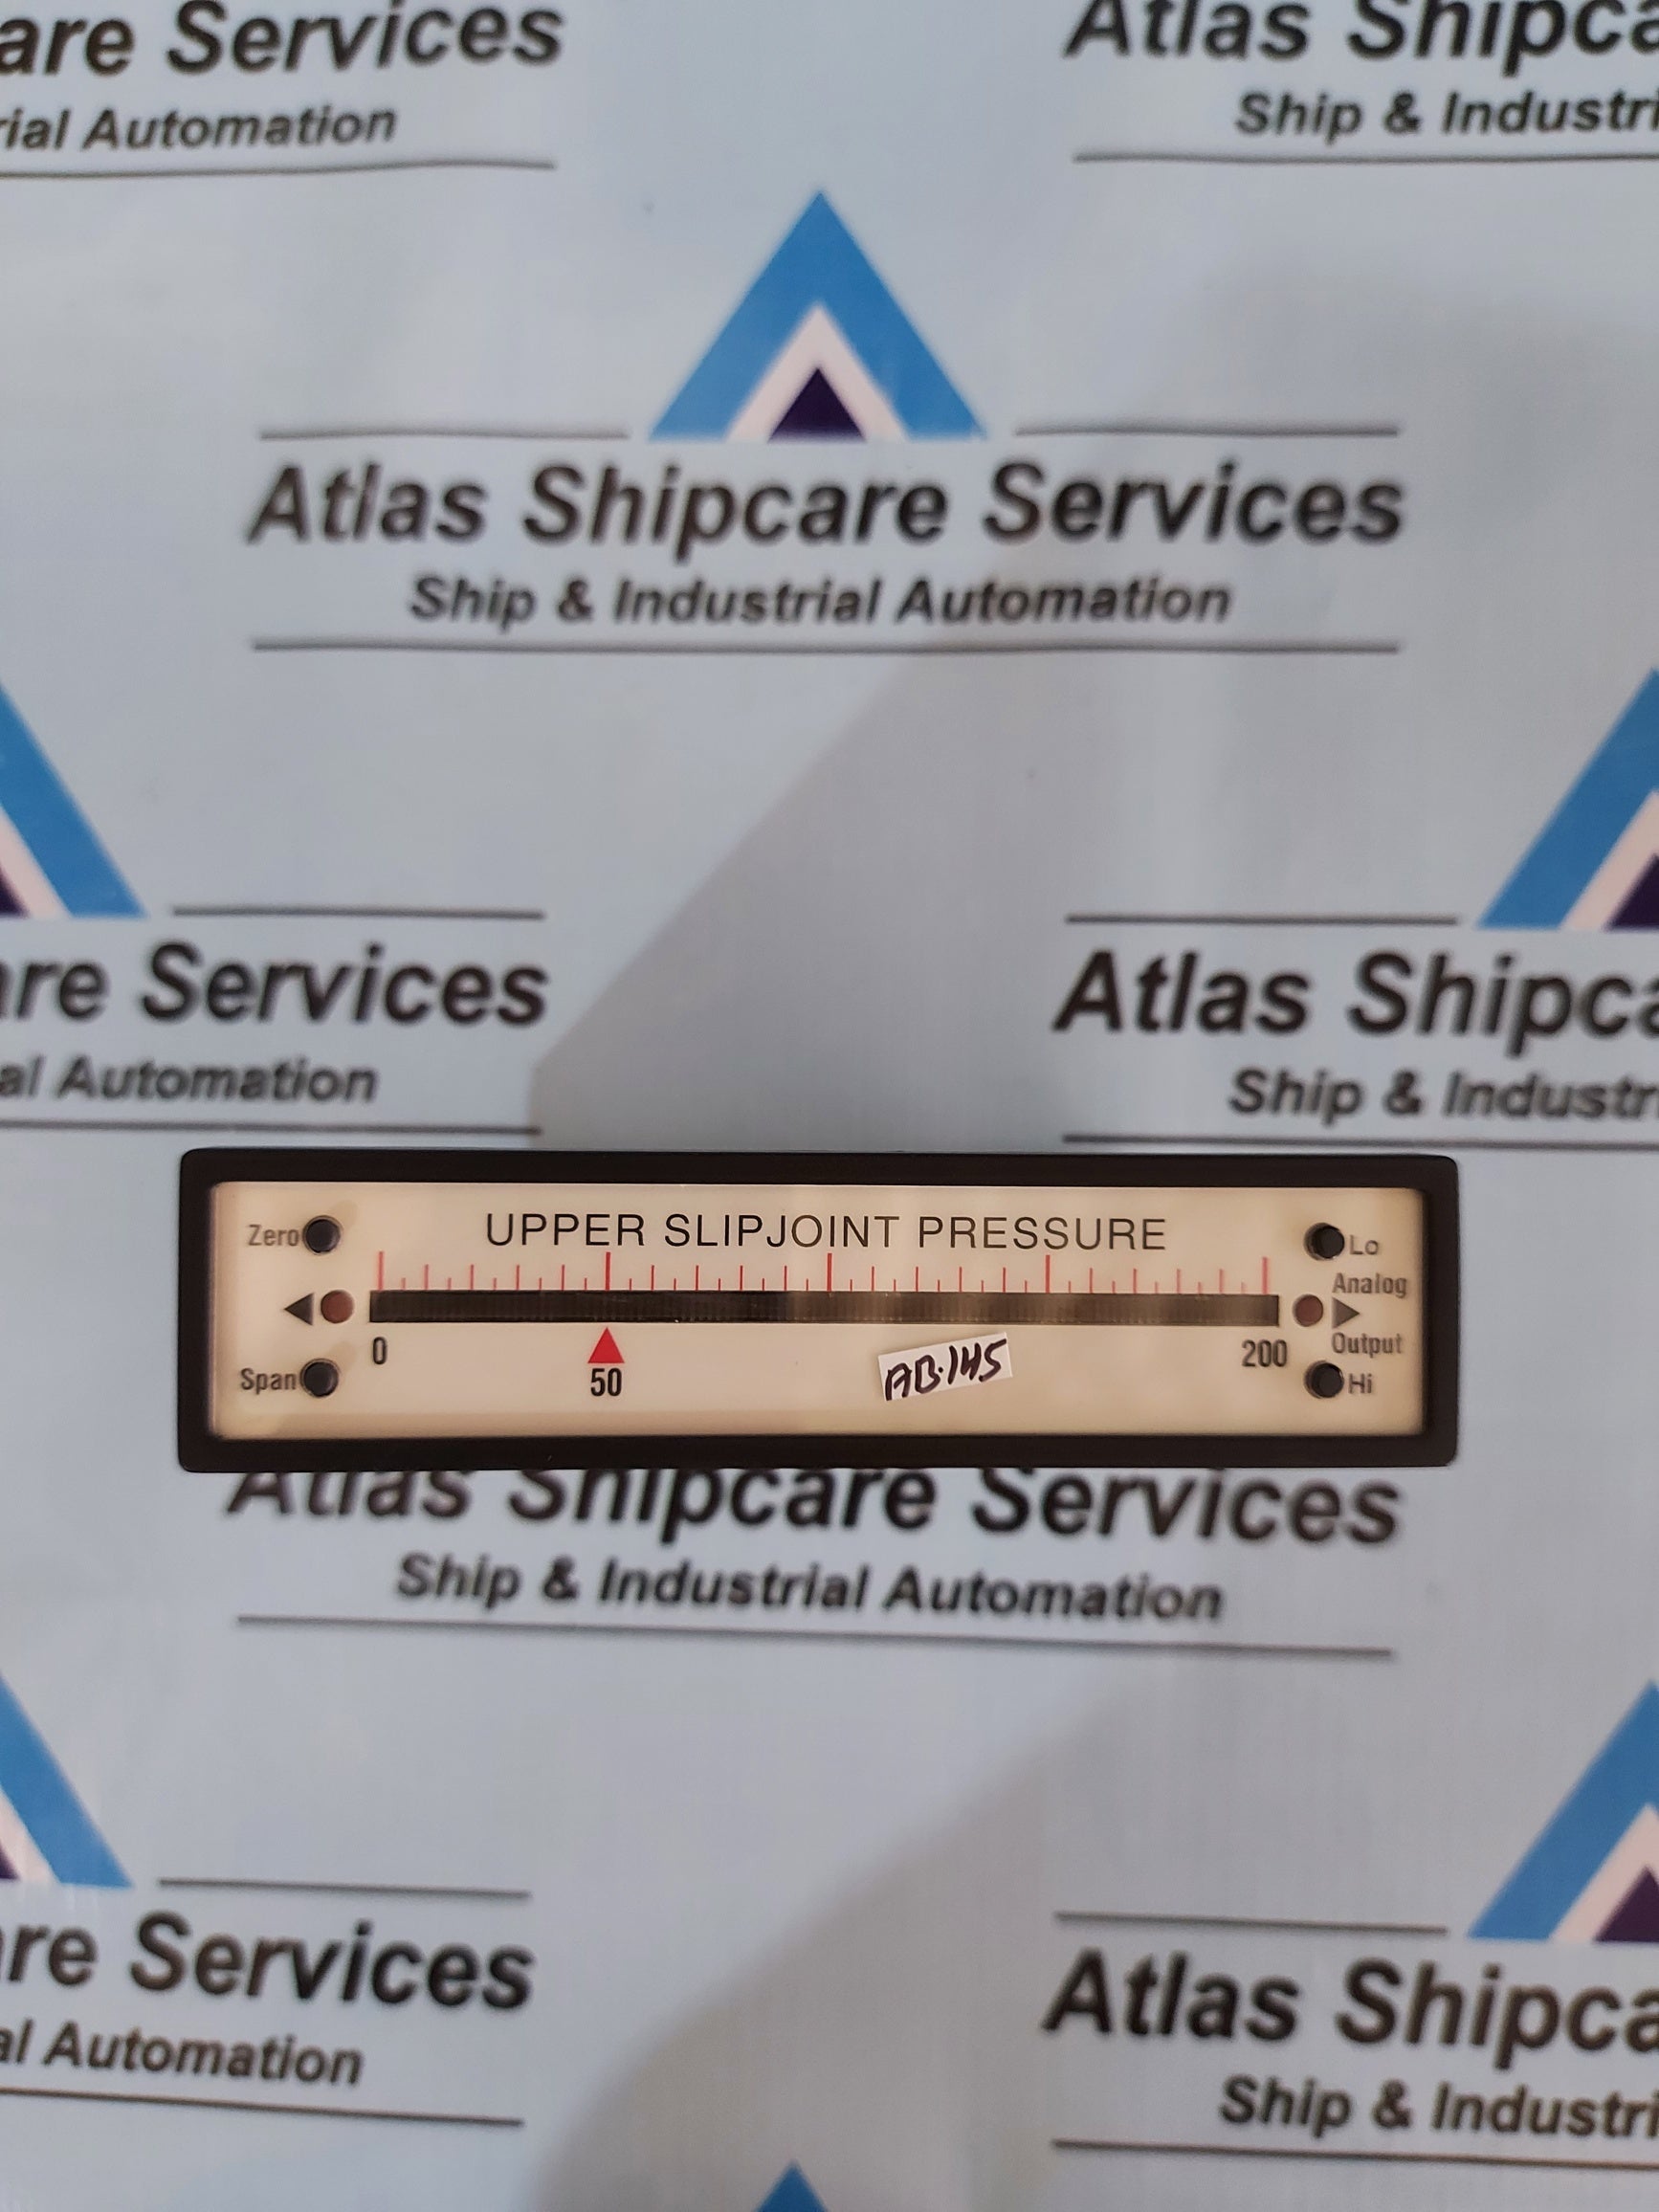 are Services
rial Automation
Atlas Shipca
Ship & Industri
Atlas Shipcare Services
Ship & Industrial Automation
are Services
al Automation
Atlas Shipca
Ship & Industr
UPPER SLIPJOINT PRESSURE
Zero
Span
0
50
200
AB.145
Lo
Analog
Output
Hi
Atlas Shipcare Services
Ship & Industrial Automation
re Services
al Automation
Atlas Shipca
Ship & Industri